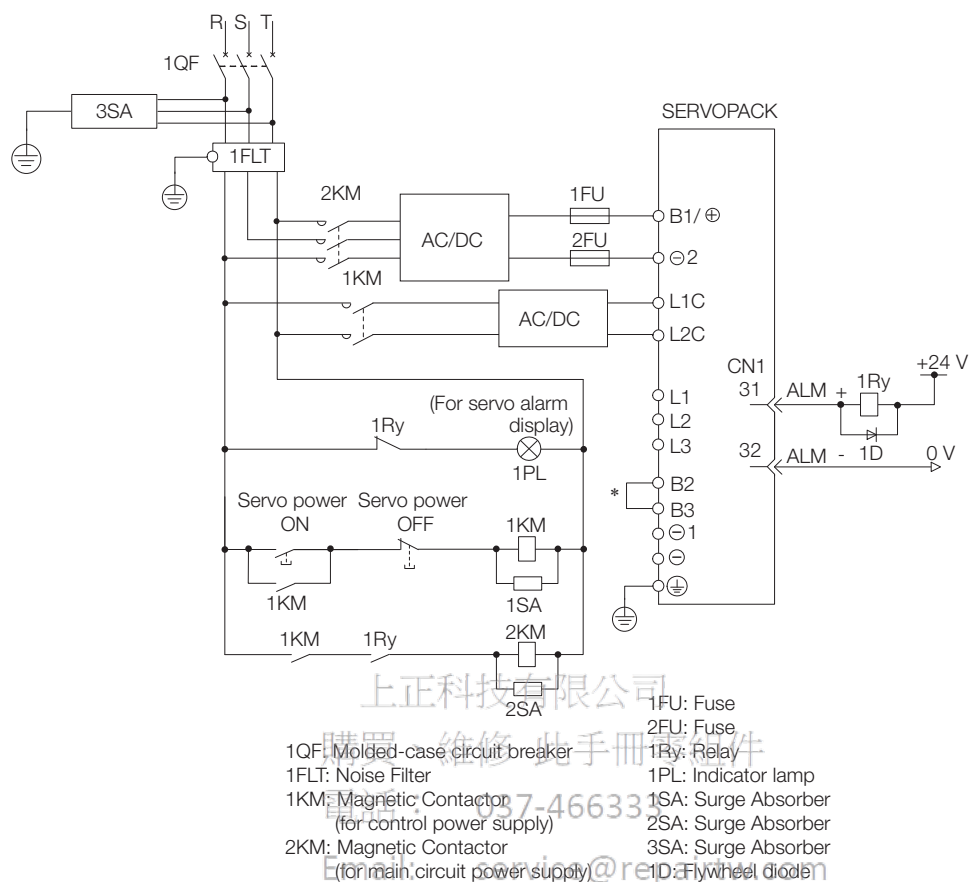 R S T
1QF
3SA
SERVOPACK
1FLT
2KM
1FU
B1/⊕
AC/DC
2FU
⊖2
1KM
L1C
AC/DC
L2C
CN1
+24 V
31 ALM + 1Ry
L1
(For servo alarm
display)
1Ry
L2
1D
L3
32 ALM - 0 V
1PL
B2
*
B3
Servo power
ON
Servo power
OFF
1KM
⊖1
⊖
1KM
1SA
1KM
1Ry
2KM
2SA
上正科技有限公司
購買、維修 此手冊零組件
電話: 037-466333
Email: service@repairtw.com
1QF: Molded-case circuit breaker
1FLT: Noise Filter
1KM: Magnetic Contactor
(for control power supply)
2KM: Magnetic Contactor
(for main circuit power supply)
1FU: Fuse
2FU: Fuse
1Ry: Relay
1PL: Indicator lamp
1SA: Surge Absorber
2SA: Surge Absorber
3SA: Surge Absorber
1D: Flywheel diode